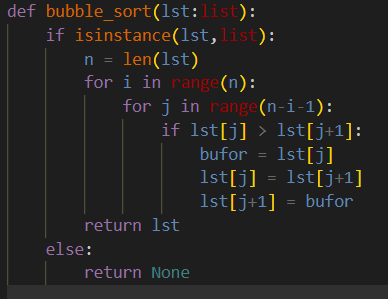 def bubble_sort(lst:list):
    if isinstance(lst,list):
        n = len(lst)
        for i in range(n):
            for j in range(n-i-1):
                if lst[j] > lst[j+1]:
                    bufor = lst[j]
                    lst[j] = lst[j+1]
                    lst[j+1] = bufor
        return lst
    else:
        return None